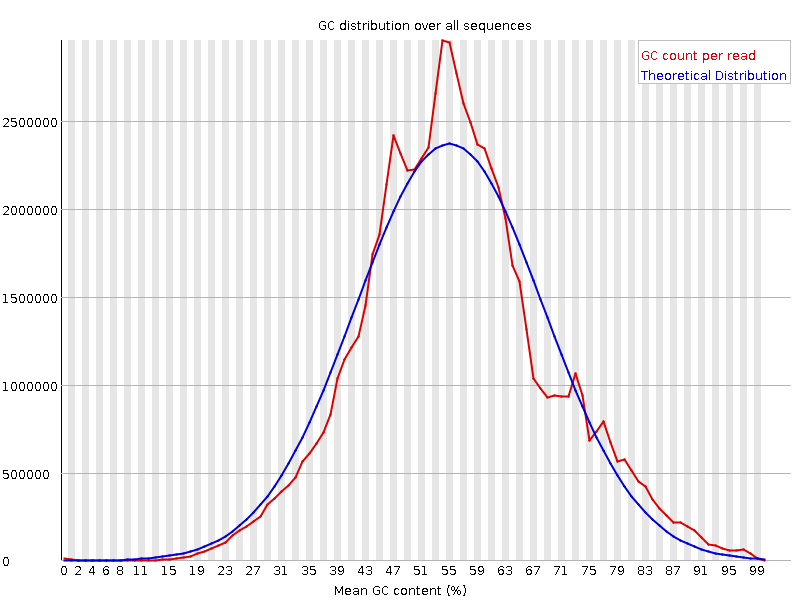 GC distribution over all sequences
GC count per read
Theoretical Distribution
2500000
2000000
1500000
1000000
500000
0
0 2 4 6 8 11 15 19 23 27 31 35 39 43 47 51 55 59 63 67 71 75 79 83 87 91 95 99
Mean GC content (%)